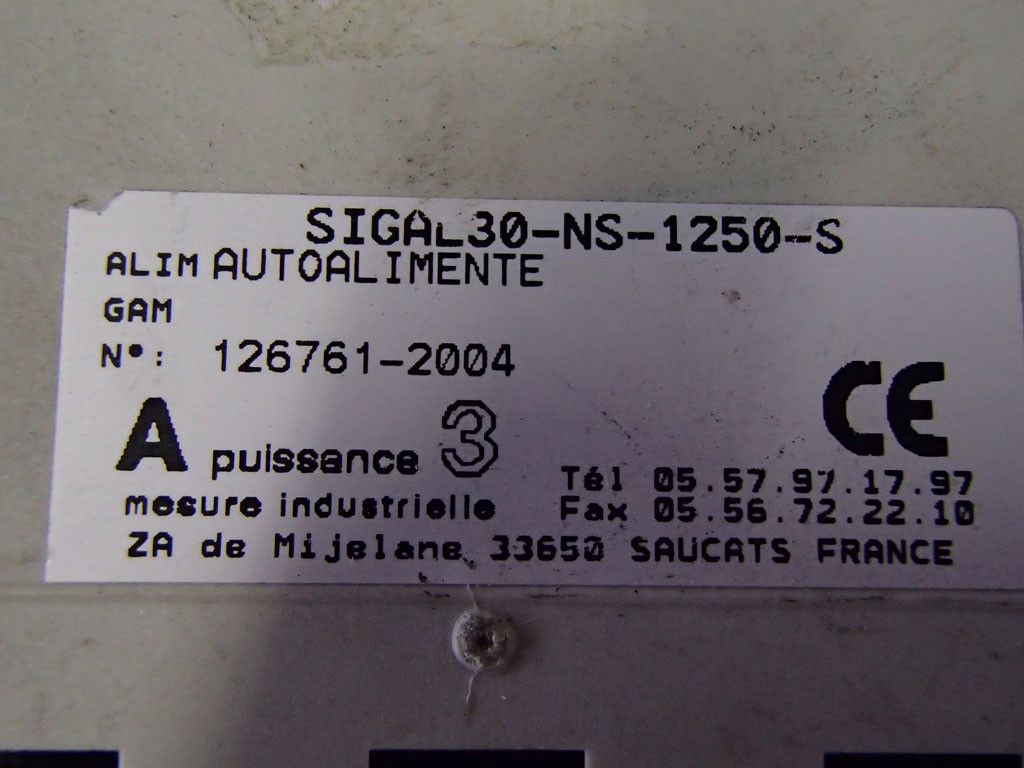 SIGAL30-NS-1250-S
ALIM AUTOALIMENTE
GAM
N°: 126761-2004
CE
A puissance 3
mesure industrielle
Tél 05.57.97.17.97
Fax 05.56.72.22.10
ZA de Mijelane 33650 SAUCATS FRANCE